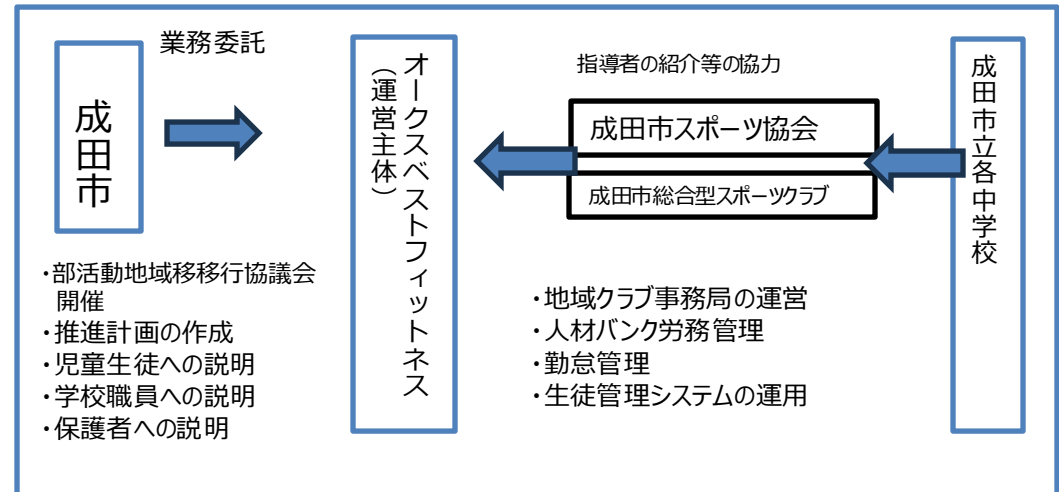 業務委託
成田市
オークスベストフィットネス
（運営主体）
指導者の紹介等の協力
成田市スポーツ協会
成田市総合型スポーツクラブ
成田市立各中学校
・部活動地域移移行協議会
開催
・推進計画の作成
・児童生徒への説明
・学校職員への説明
・保護者への説明
・地域クラブ事務局の運営
・人材バンク労務管理
・勤怠管理
・生徒管理システムの運用